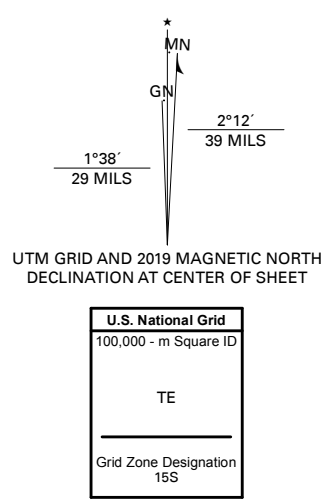 ★
MN
GN
2°12´
39 MILS
1°38´
29 MILS
UTM GRID AND 2019 MAGNETIC NORTH
DECLINATION AT CENTER OF SHEET
U.S. National Grid
100,000 - m Square ID
TE
Grid Zone Designation
15S